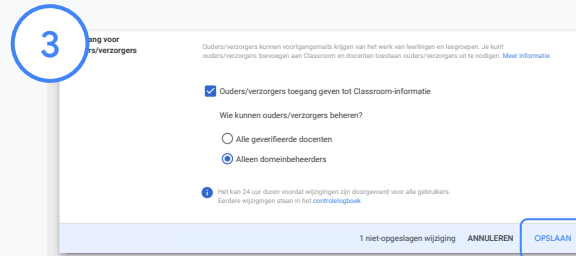 3
voor
Ouders/verzorgers kunnen voortgangsmails krijgen van het werk van leerlingen en lesgroepen. Je kunt
ouders/verzorgers toevoegen aan Classroom en docenten toestaan ouders/verzorgers uit te nodigen. Meer informatie
Ouders/verzorgers toegang geven tot Classroom-informatie
Wie kunnen ouders/verzorgers beheren?
Alle geverifieerde docenten
Alleen domeinbeheerders
Het kan 24 uur duren voordat wijzigingen zijn doorgevoerd voor alle gebruikers.
Eerdere wijzigingen staan in het controlelogboek
1 niet-opgeslagen wijziging ANNULEREN OPSLAAN